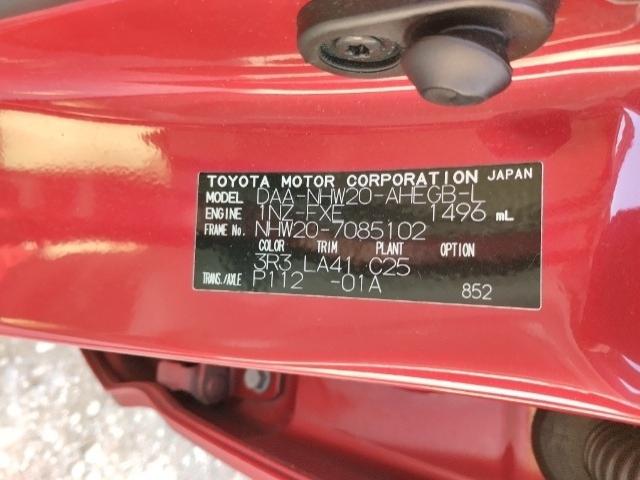 TOYOTA MOTOR CORPORATION JAPAN
MODEL DAA-NHW20-AHEGB-L
ENGINE 1NZ-FXE 1496 mL
FRAME No. NHW20-7085102
COLOR TRIM PLANT OPTION
3R3 LA41 C25
TRANS./AXLE P112 -01A 852